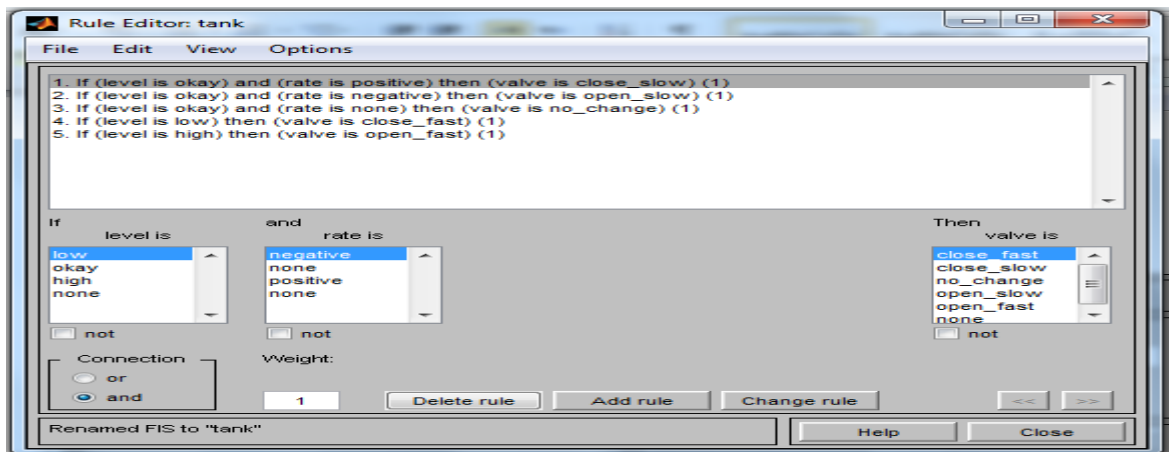 Rule Editor: tank
File Edit View Options
1. If (level is okay) and (rate is positive) then (valve is close_slow) (1)
2. If (level is okay) and (rate is negative) then (valve is open_slow) (1)
3. If (level is okay) and (rate is none) then (valve is no_change) (1)
4. If (level is low) then (valve is close_fast) (1)
5. If (level is high) then (valve is open_fast) (1)
If and Then
level is rate is valve is
low negative close_fast
okay none close_slow
high positive no_change
none none open_slow
open_fast
none
not not not
Connection Weight:
or
and 1 Delete rule Add rule Change rule << >>
Renamed FIS to "tank" Help Close